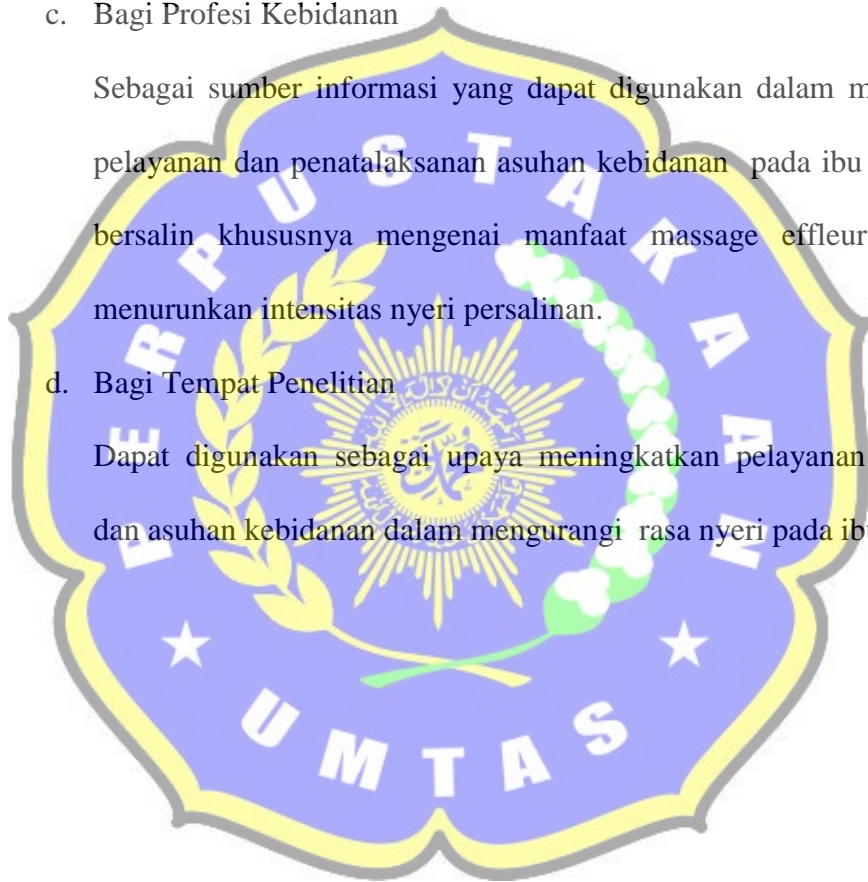 c. Bagi Profesi Kebidanan
Sebagai sumber informasi yang dapat digunakan dalam m
pelayanan dan penatalaksanan asuhan kebidanan pada ibu
bersalin khususnya mengenai manfaat massage effleur
menurunkan intensitas nyeri persalinan.
d. Bagi Tempat Penelitian
Dapat digunakan sebagai upaya meningkatkan pelayanan
dan asuhan kebidanan dalam mengurangi rasa nyeri pada ib
PERPUSTAKAAN
UMTAS